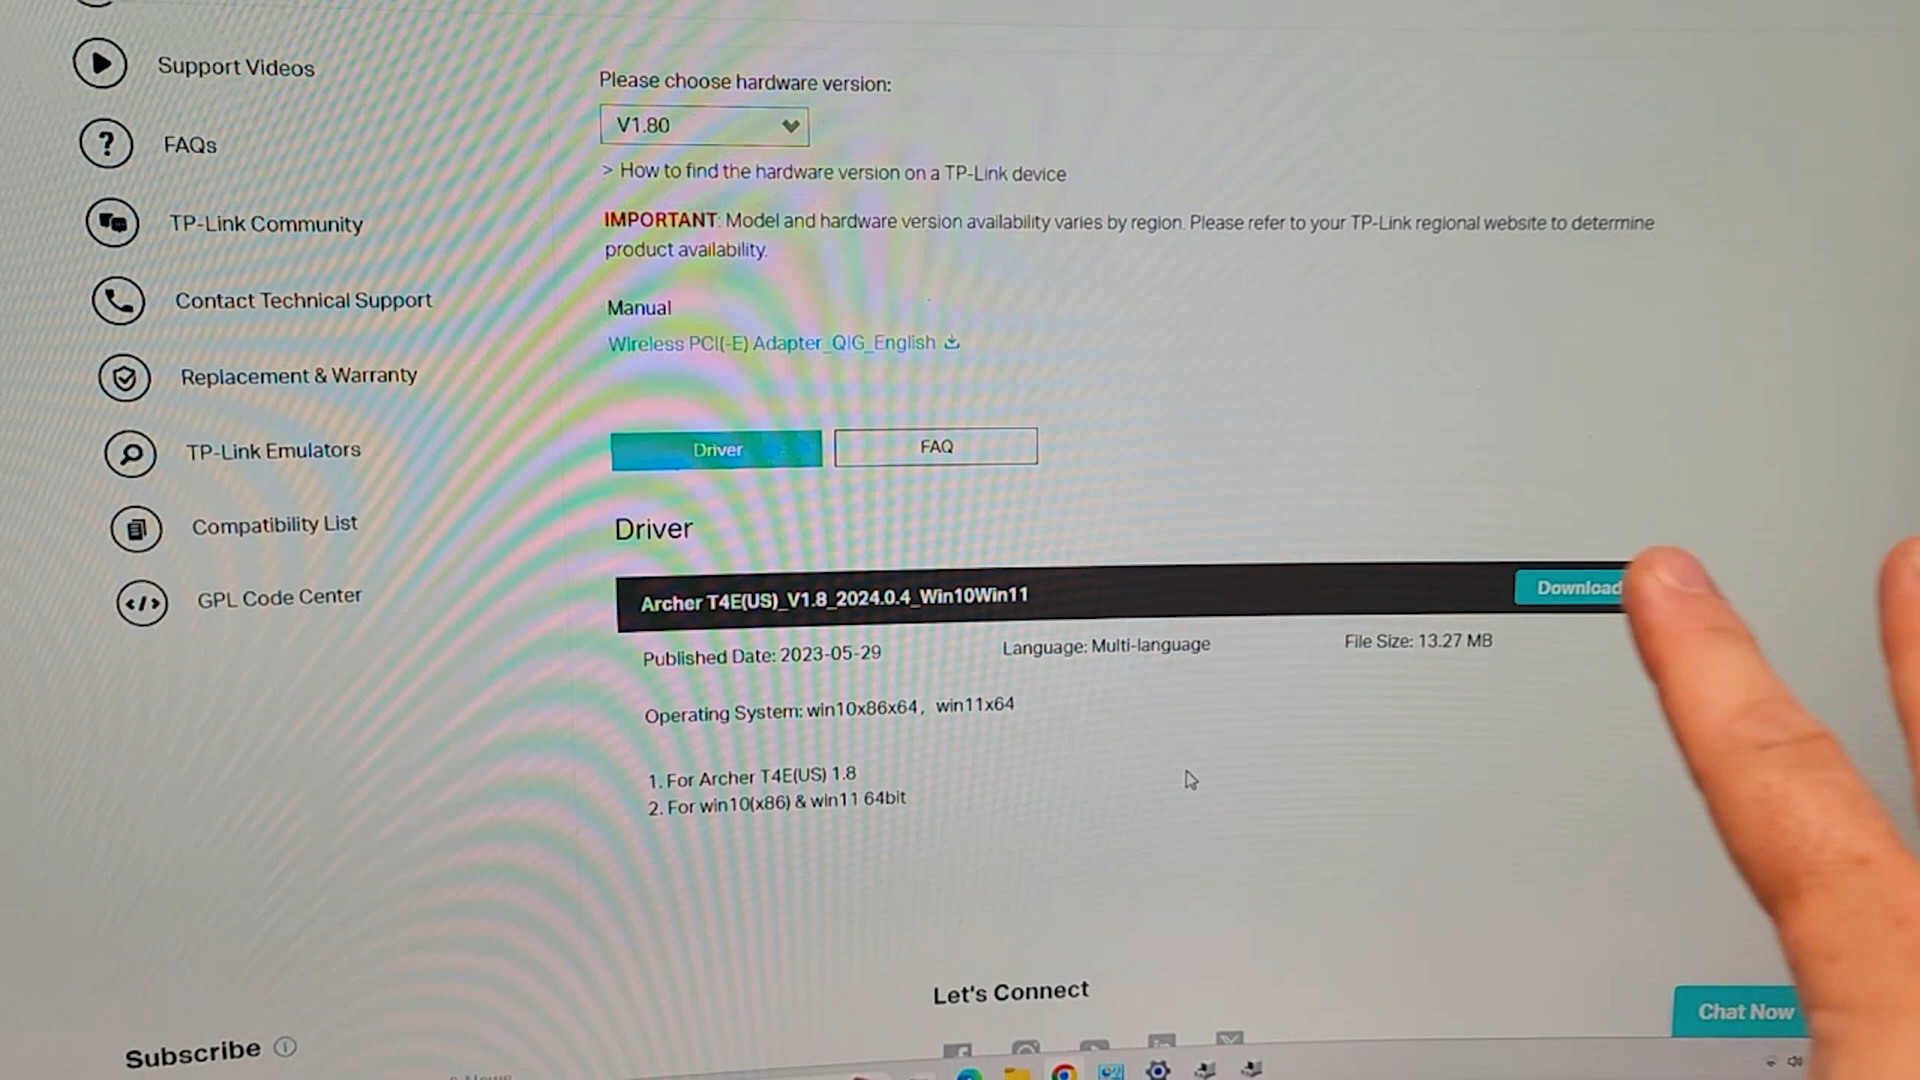 Support Videos
FAQs
TP-Link Community
Contact Technical Support
Replacement & Warranty
TP-Link Emulators
Compatibility List
GPL Code Center
Please choose hardware version:
V1.80
> How to find the hardware version on a TP-Link device
IMPORTANT: Model and hardware version availability varies by region. Please refer to your TP-Link regional website to determine
product availability.
Manual
Wireless PCI(-E) Adapter_QIG_English
Driver
FAQ
Driver
Archer T4E(US)_V1.8_2024.0.4_Win10Win11
Download
Published Date: 2023-05-29
Language: Multi-language
File Size: 13.27 MB
Operating System: win10x86x64, win11x64
1. For Archer T4E(US) 1.8
2. For win10(x86) & win11 64bit
Let's Connect
Chat Now
Subscribe